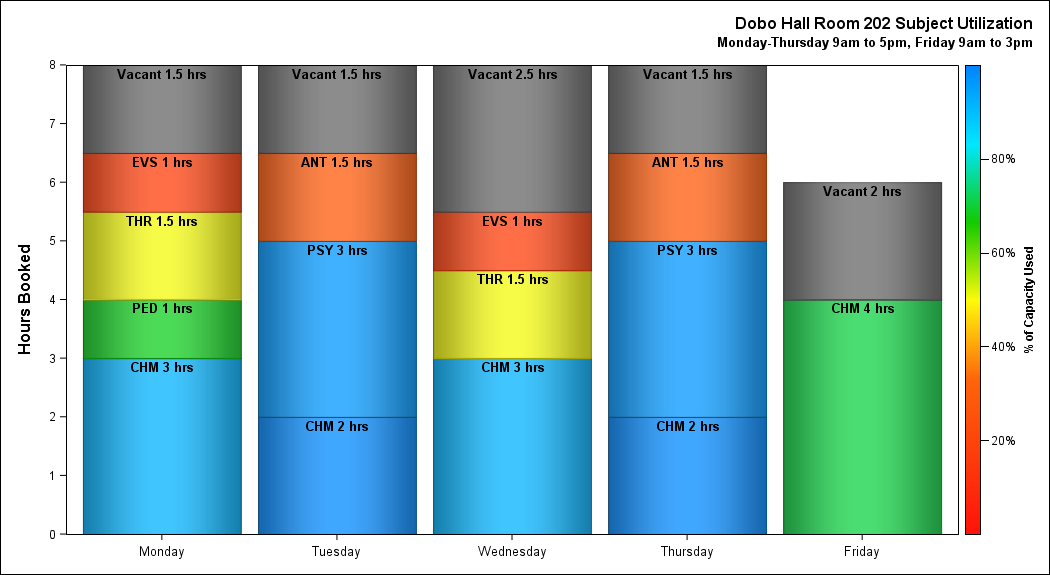 Dobo Hall Room 202 Subject Utilization
Monday-Thursday 9am to 5pm, Friday 9am to 3pm
Hours Booked
8
7
6
5
4
3
2
1
0
Vacant 1.5 hrs
EVS 1 hrs
THR 1.5 hrs
PED 1 hrs
CHM 3 hrs
Monday
Vacant 1.5 hrs
ANT 1.5 hrs
PSY 3 hrs
CHM 2 hrs
Tuesday
Vacant 2.5 hrs
EVS 1 hrs
THR 1.5 hrs
CHM 3 hrs
Wednesday
Vacant 1.5 hrs
ANT 1.5 hrs
PSY 3 hrs
CHM 2 hrs
Thursday
Vacant 2 hrs
CHM 4 hrs
Friday
80%
60%
40%
20%
% of Capacity Used